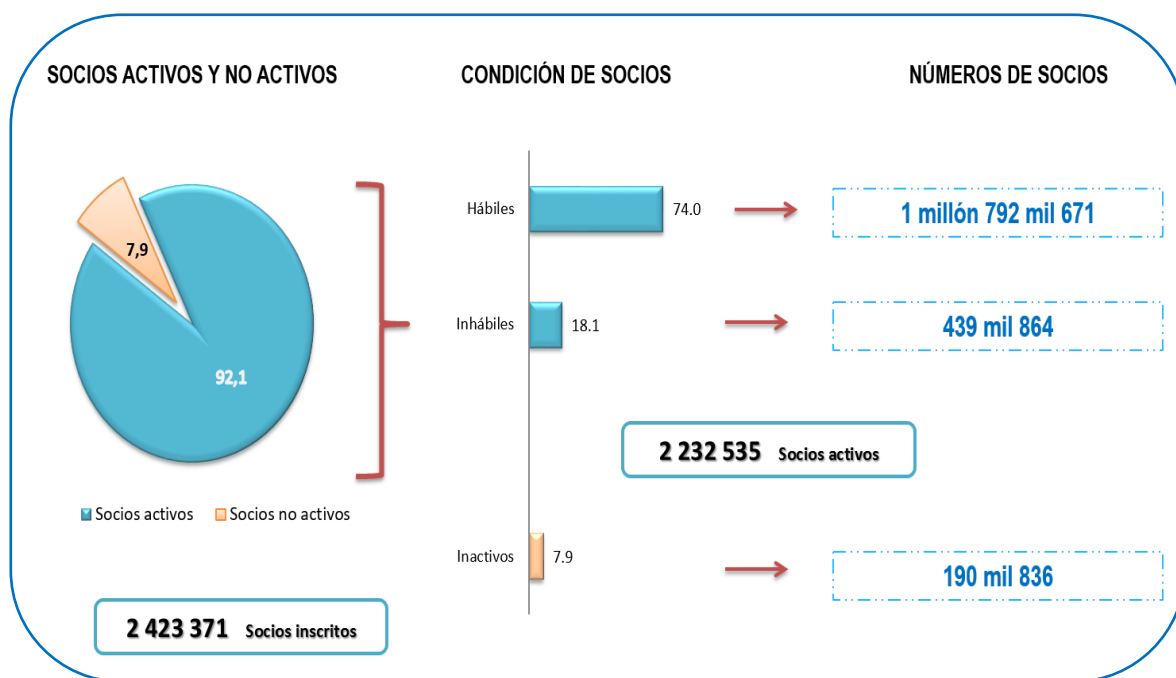 SOCIOS ACTIVOS Y NO ACTIVOS
7,9
92,1
Socios activos
Socios no activos
2 423 371 Socios inscritos
CONDICIÓN DE SOCIOS
Hábiles
74.0
Inhábiles
18.1
2 232 535 Socios activos
Inactivos
7.9
NÚMEROS DE SOCIOS
1 millón 792 mil 671
439 mil 864
190 mil 836